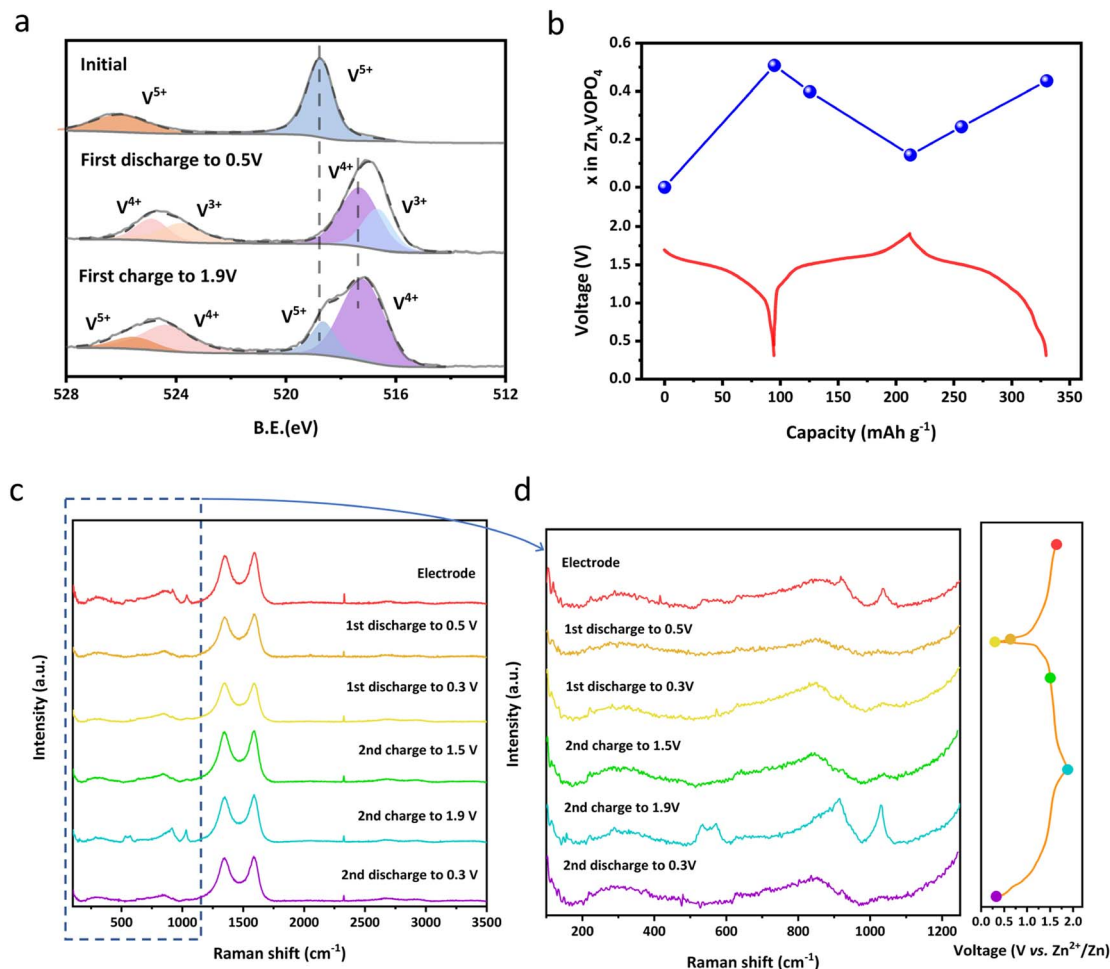 a
Initial
V5+
V5+
First discharge to 0.5V
V4+
V3+
V4+
V3+
First charge to 1.9V
V5+
V4+
V5+
V4+
528
524
520
516
512
B.E.(eV)
b
x in ZnxVOPO4
0.6
0.4
0.2
0.0
Voltage (V)
2.0
1.5
1.0
0.5
0.0
0
50
100
150
200
250
300
350
Capacity (mAh g-1)
c
Intensity (a.u.)
Electrode
1st discharge to 0.5 V
1st discharge to 0.3 V
2nd charge to 1.5 V
2nd charge to 1.9 V
2nd discharge to 0.3 V
500
1000
1500
2000
2500
3000
3500
Raman shift (cm-1)
d
Intensity (a.u.)
Electrode
1st discharge to 0.5V
1st discharge to 0.3V
2nd charge to 1.5V
2nd charge to 1.9V
2nd discharge to 0.3V
200
400
600
800
1000
1200
Raman shift (cm-1)
0.0
0.5
1.0
1.5
2.0
Voltage (V vs. Zn2+/Zn)